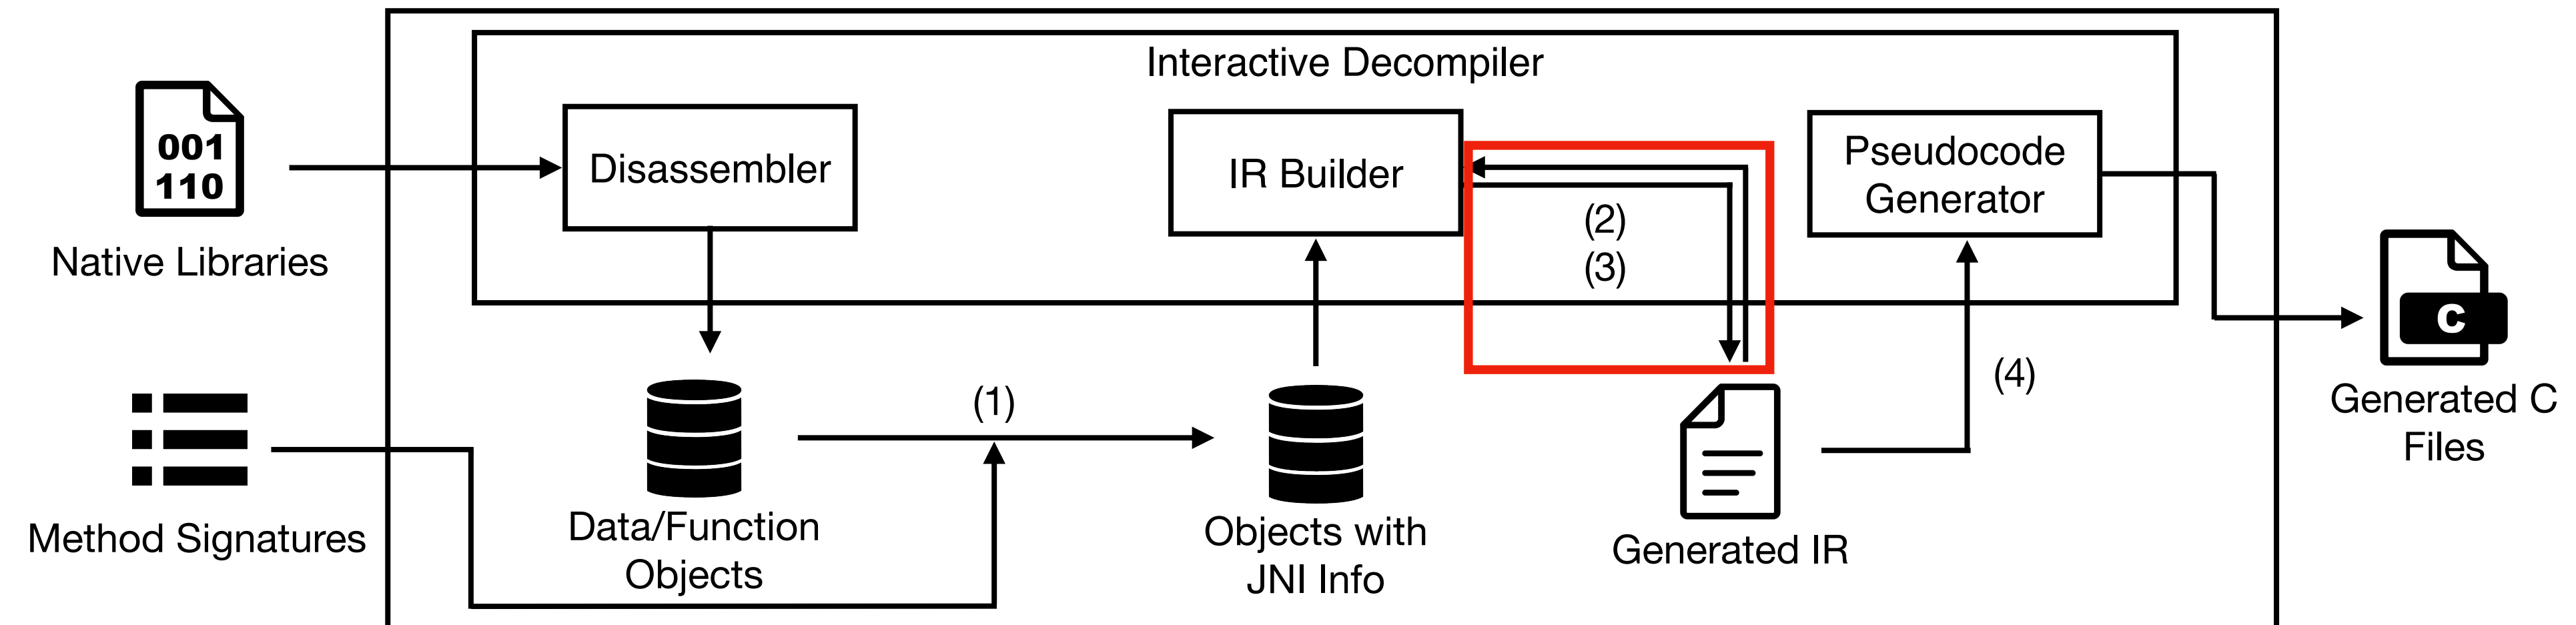 Interactive Decompiler
001
110
Native Libraries
Disassembler
IR Builder
(2)
(3)
Pseudocode
Generator
C
Generated C
Files
Method Signatures
Data/Function
Objects
(1)
Objects with
JNI Info
Generated IR
(4)